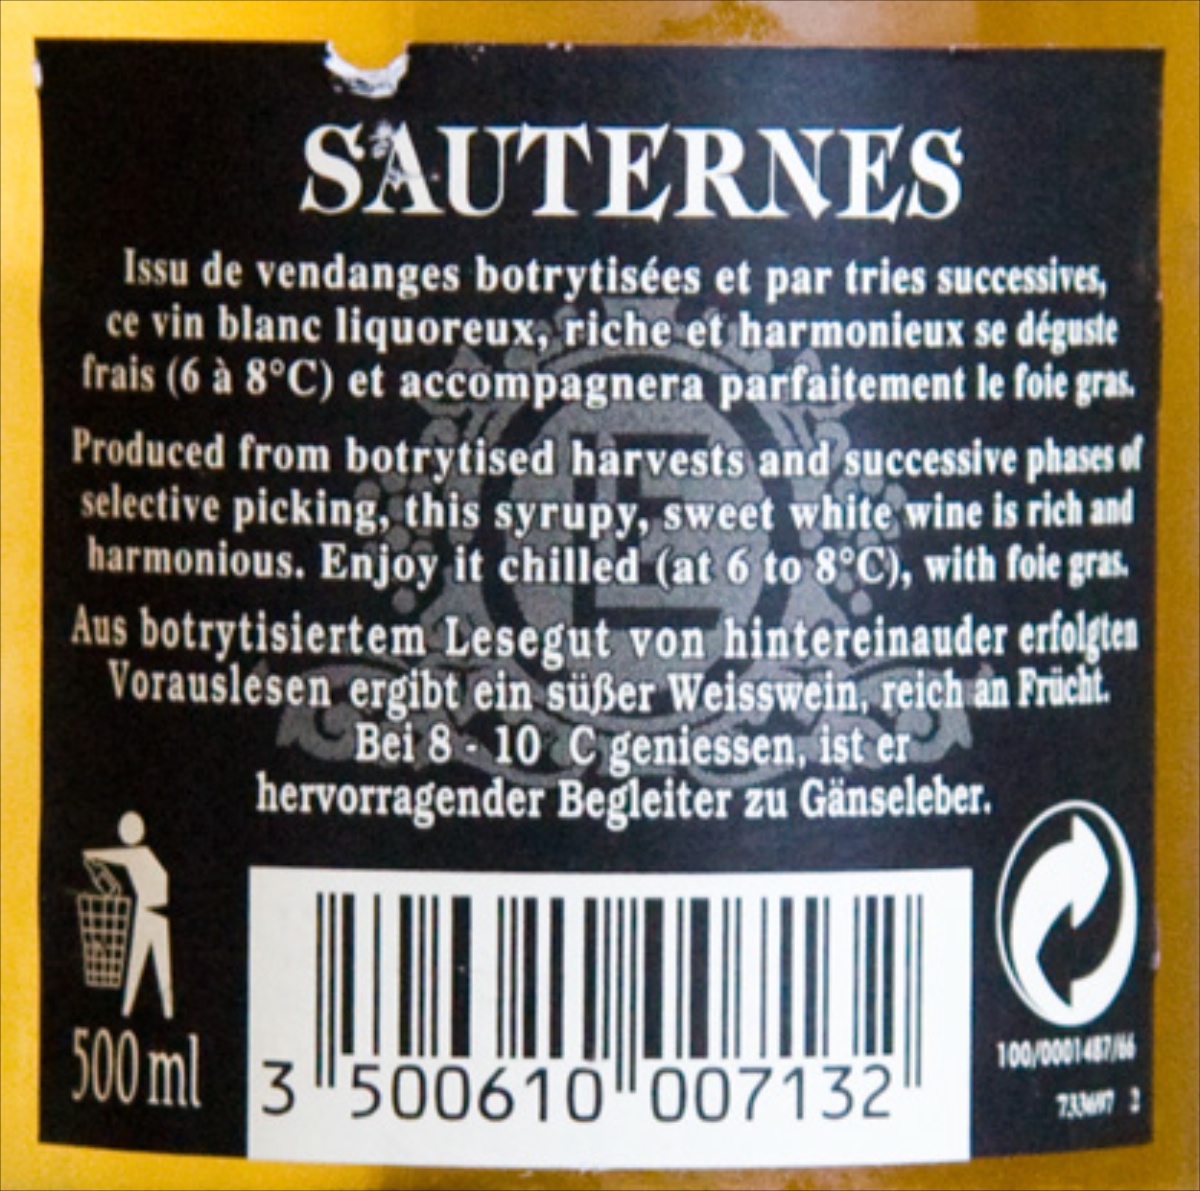 SAUTERNES
Issu de vendanges botrytisées et par tries successives,
ce vin blanc liquoreux, riche et harmonieux se déguste
frais (6 à 8°C) et accompagnera parfaitement le foie gras.
Produced from botrytised harvests and successive phases of
selective picking, this syrupy, sweet white wine is rich and
harmonious. Enjoy it chilled (at 6 to 8°C), with foie gras.
Aus botrytisiertem Lesegut von hintereinauder erfolgten
Vorauslesen ergibt ein süßer Weisswein, reich an Frücht.
Bei 8 - 10 C geniessen, ist er
hervorragender Begleiter zu Gänseleber.
500 ml
3 500610 007132
100/0001487/66
2